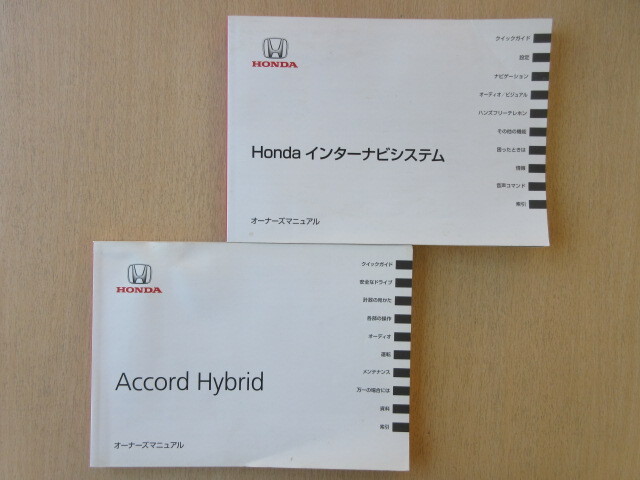 HONDA
Honda インターナビシステム
オーナーズマニュアル
クイックガイド
設定
ナビゲーション
オーディオ／ビジュアル
ハンズフリーテレホン
その他の機能
困ったときは
情報
音声コマンド
索引
HONDA
Accord Hybrid
オーナーズマニュアル
クイックガイド
安全なドライブ
計器の見かた
各部の操作
オーディオ
運転
メンテナンス
万一の場合には
資料
索引